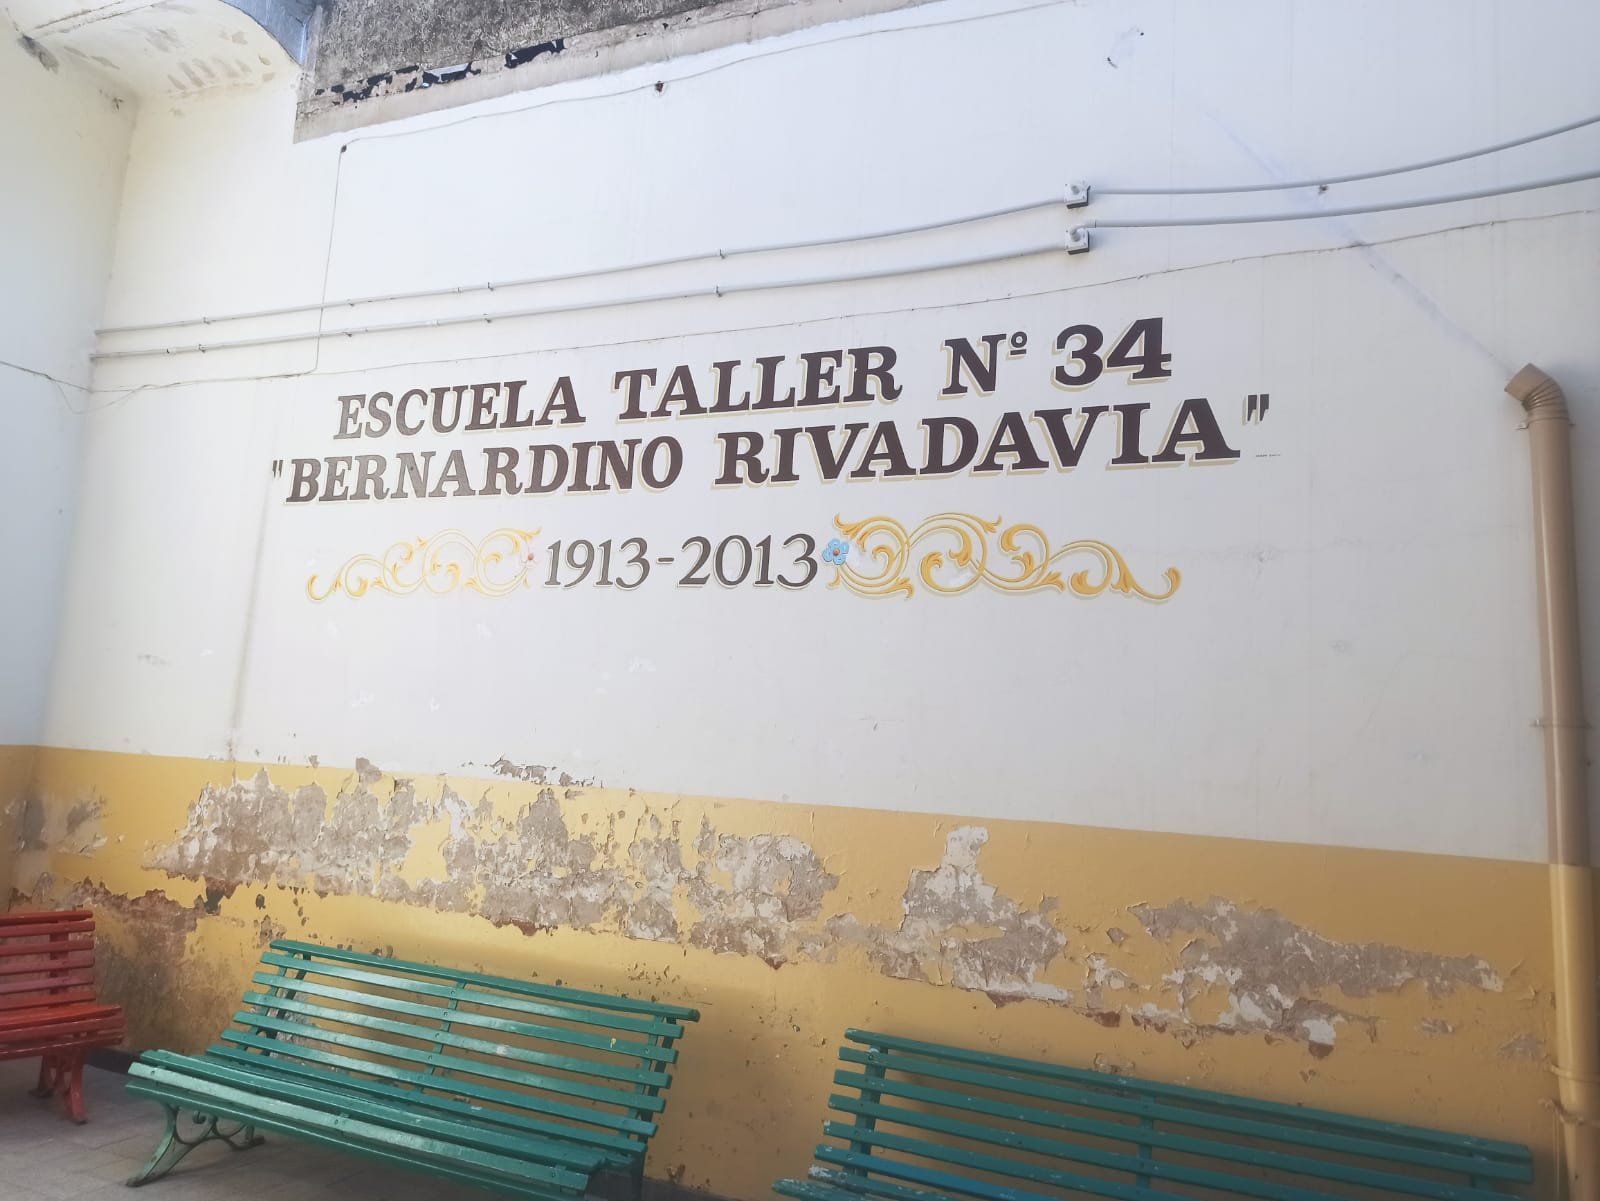 ESCUELA TALLER Nº 34
"BERNARDINO RIVADAVIA"
1913-2013